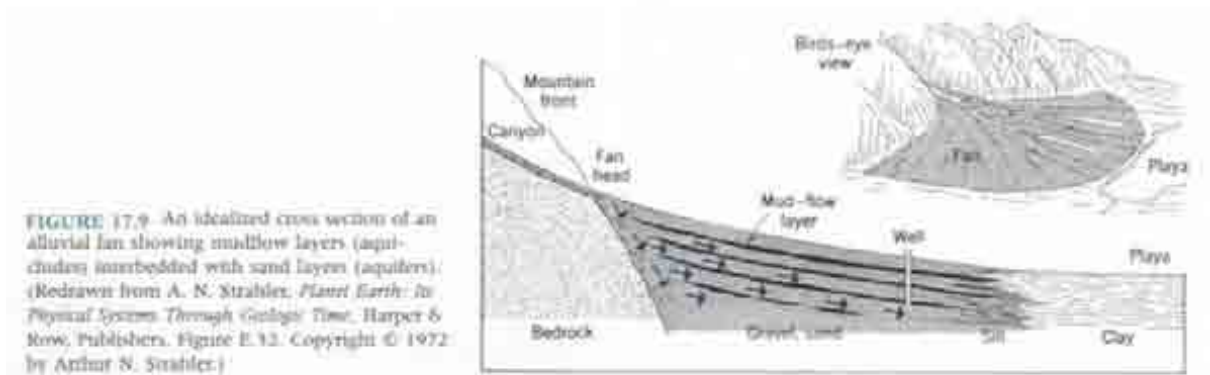 FIGURE 17.9 An idealized cross section of an
alluvial fan showing mudflow layers (aqui-
cludes) interbedded with sand layers (aquifers).
(Redrawn from A. N. Strahler, Planet Earth: Its
Physical Systems Through Geologic Time, Harper &
Row, Publishers, Figure E.12. Copyright © 1972
by Arthur N. Strahler.)
Birds-eye
view
Mountain
front
Canyon
Fan
head
Fan
Playa
Mud-flow
layer
Well
Playa
Bedrock
Gravel, sand
Silt
Clay